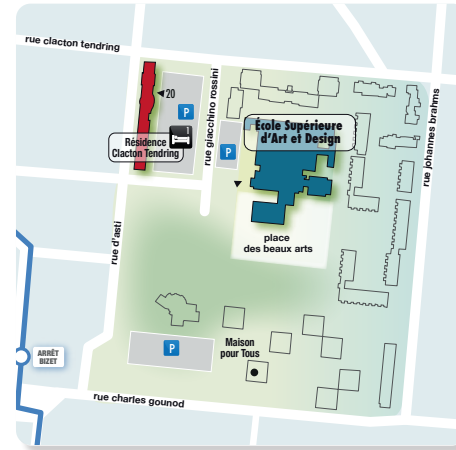 rue clacton tendring
20
P
1
École Supérieure
d'Art et Design
Résidence
Clacton Tendring
rue giacchino rossini
P
rue johannes brahms
rue d'asti
place
des beaux arts
ARRÊT
BIZET
P
Maison
pour Tous
rue charles gounod